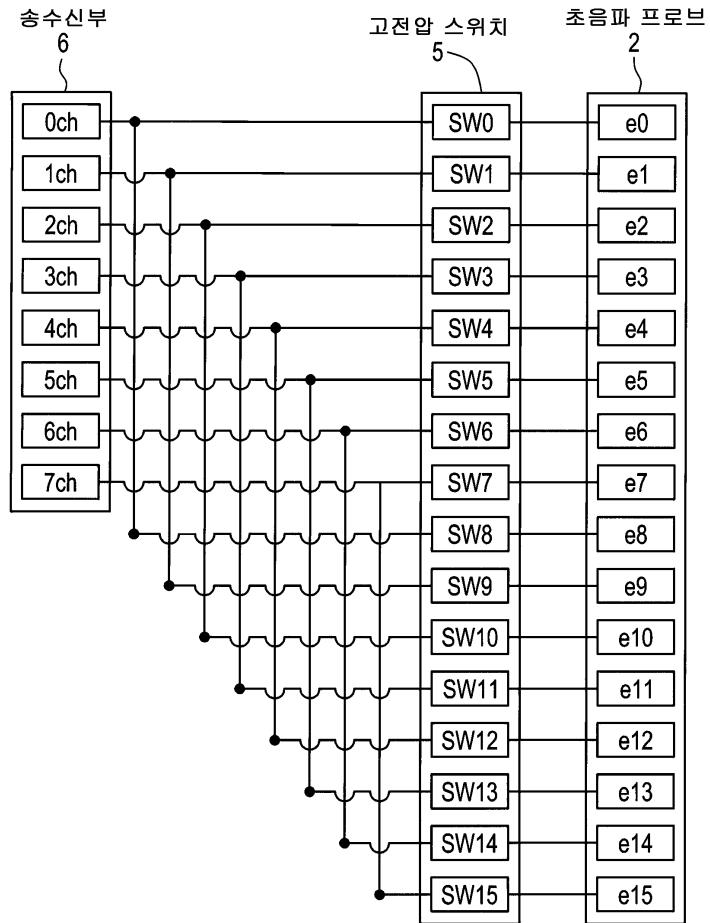 송수신부
6
고전압 스위치
5
초음파 프로브
2
0ch SW0 e0
1ch SW1 e1
2ch SW2 e2
3ch SW3 e3
4ch SW4 e4
5ch SW5 e5
6ch SW6 e6
7ch SW7 e7
SW8 e8
SW9 e9
SW10 e10
SW11 e11
SW12 e12
SW13 e13
SW14 e14
SW15 e15